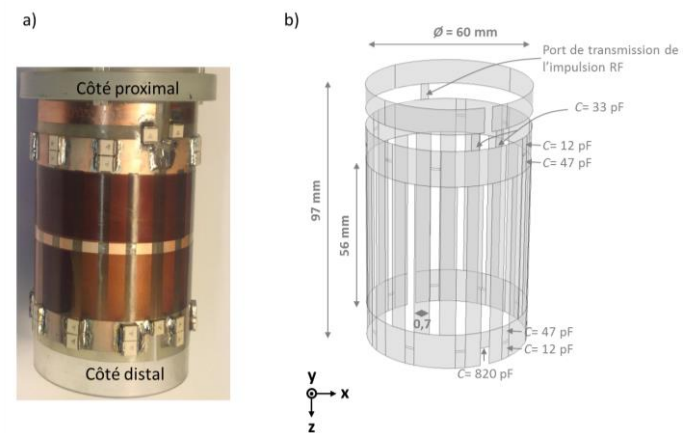 a)
Côté proximal
Côté distal
b)
Ø = 60 mm
Port de transmission de
l'impulsion RF
C= 33 pF
C= 12 pF
C= 47 pF
97 mm
56 mm
0,7
C= 47 pF
C= 12 pF
C= 820 pF
y
x
z